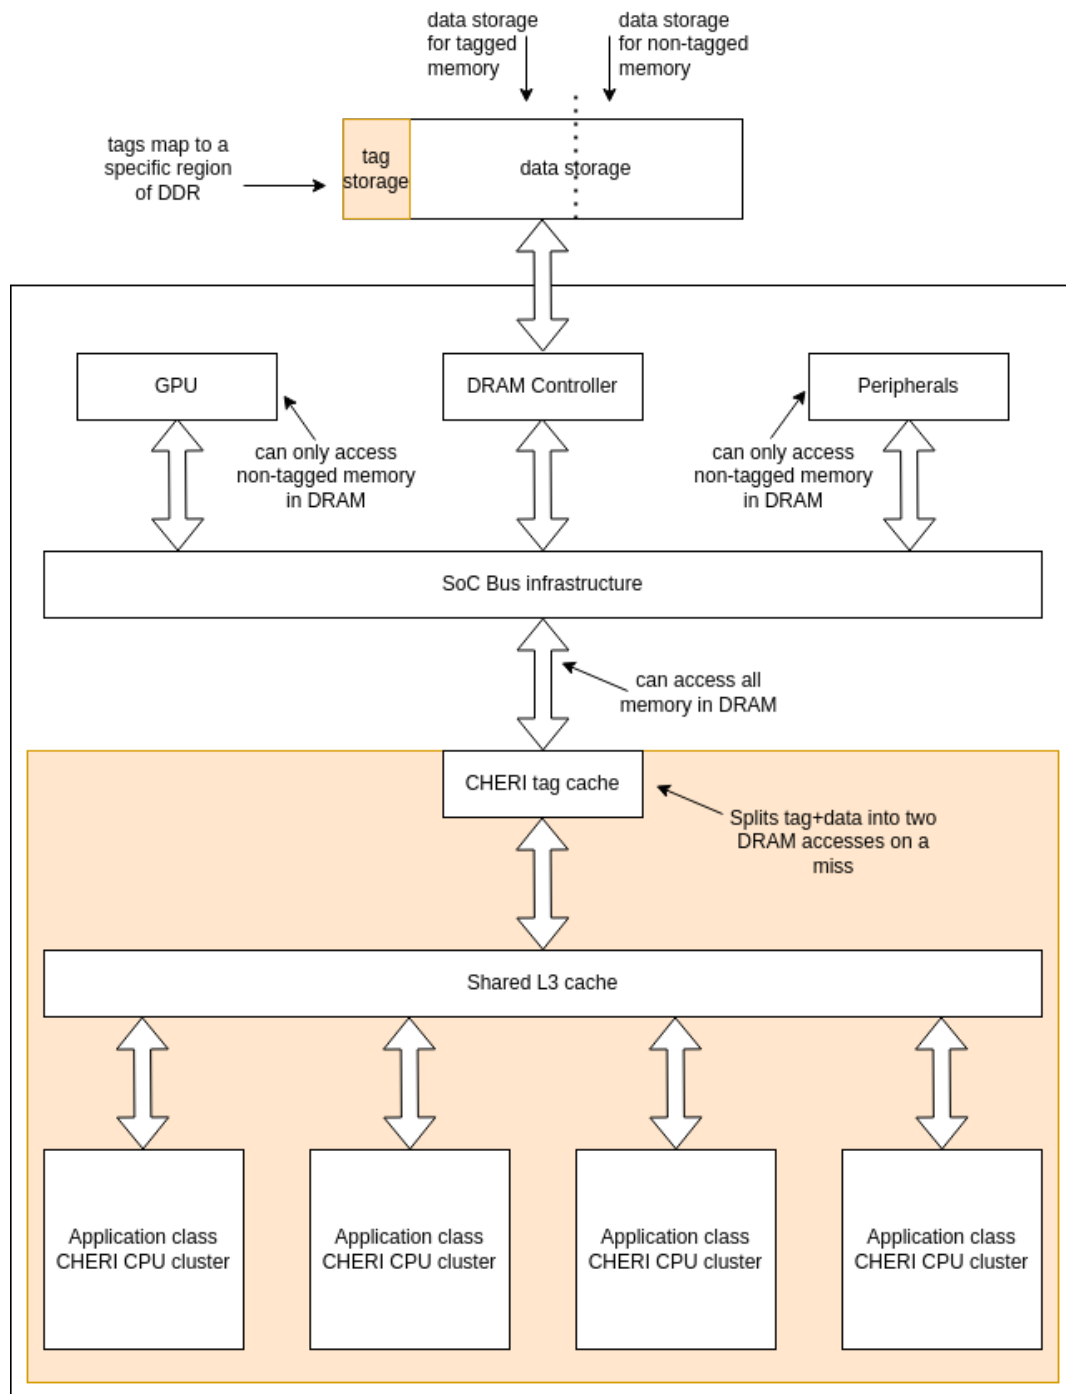 data storage
for tagged
memory
data storage
for non-tagged
memory
tags map to a
specific region
of DDR
tag
storage
data storage
GPU
DRAM Controller
Peripherals
can only access
non-tagged memory
in DRAM
can only access
non-tagged memory
in DRAM
SoC Bus infrastructure
can access all
memory in DRAM
CHERI tag cache
Splits tag+data into two
DRAM accesses on a
miss
Shared L3 cache
Application class
CHERI CPU cluster
Application class
CHERI CPU cluster
Application class
CHERI CPU cluster
Application class
CHERI CPU cluster